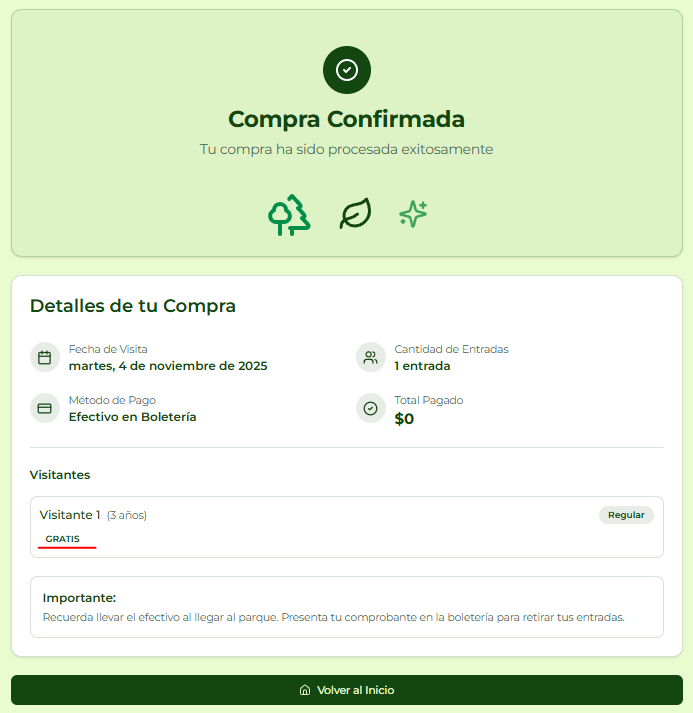 Compra Confirmada
Tu compra ha sido procesada exitosamente
Detalles de tu Compra
Fecha de Visita
martes, 4 de noviembre de 2025
Cantidad de Entradas
1 entrada
Método de Pago
Efectivo en Boletería
Total Pagado
$0
Visitantes
Visitante 1 (3 años)
Regular
GRATIS
Importante:
Recuerda llevar el efectivo al llegar al parque. Presenta tu comprobante en la boletería para retirar tus entradas.
Volver al Inicio